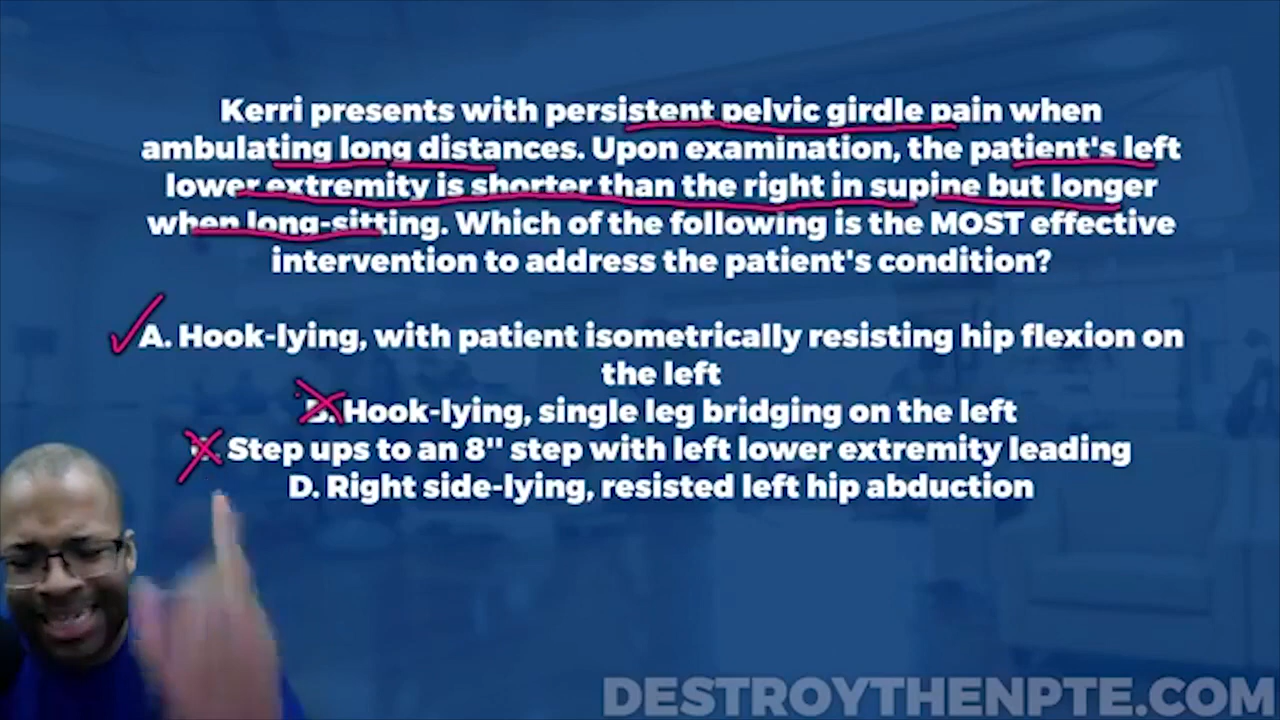 Kerri presents with persistent pelvic girdle pain when
ambulating long distances. Upon examination, the patient's left
lower extremity is shorter than the right in supine but longer
when long-sitting. Which of the following is the MOST effective
intervention to address the patient's condition?
A. Hook-lying, with patient isometrically resisting hip flexion on
the left
B. Hook-lying, single leg bridging on the left
C. Step ups to an 8" step with left lower extremity leading
D. Right side-lying, resisted left hip abduction
DESTROYTHENPTE.COM